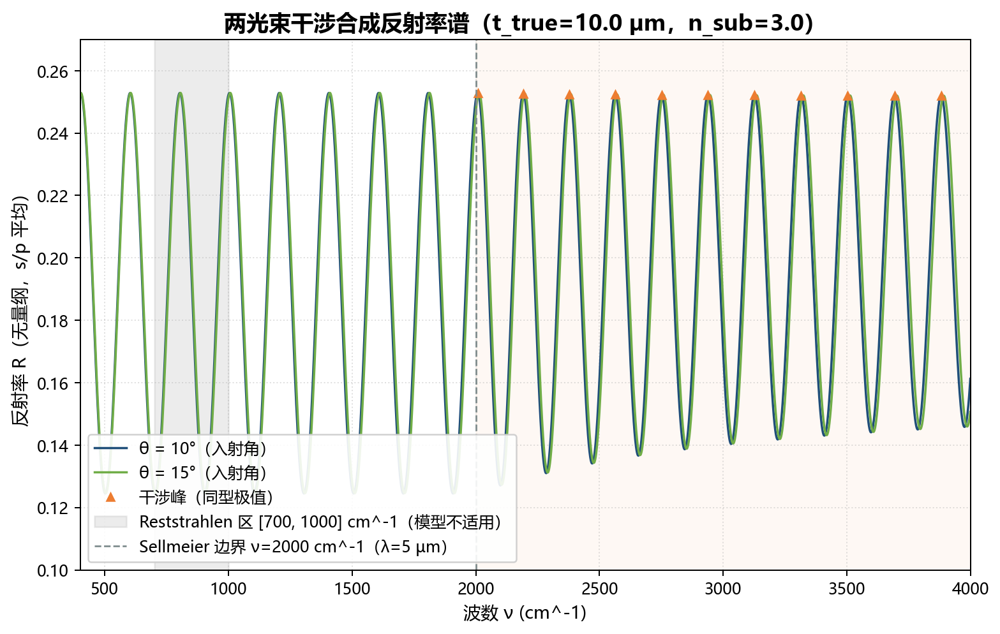 两光束干涉合成反射率谱（t_true=10.0 μm，n_sub=3.0）
反射率 R（无量纲，s/p 平均）
0.26
0.24
0.22
0.20
0.18
0.16
0.14
0.12
0.10
θ = 10°（入射角）
θ = 15°（入射角）
干涉峰（同型极值）
Reststrahlen 区 [700, 1000] cm^-1（模型不适用）
Sellmeier 边界 ν=2000 cm^-1（λ=5 μm）
500
1000
1500
2000
2500
3000
3500
4000
波数 ν (cm^-1)